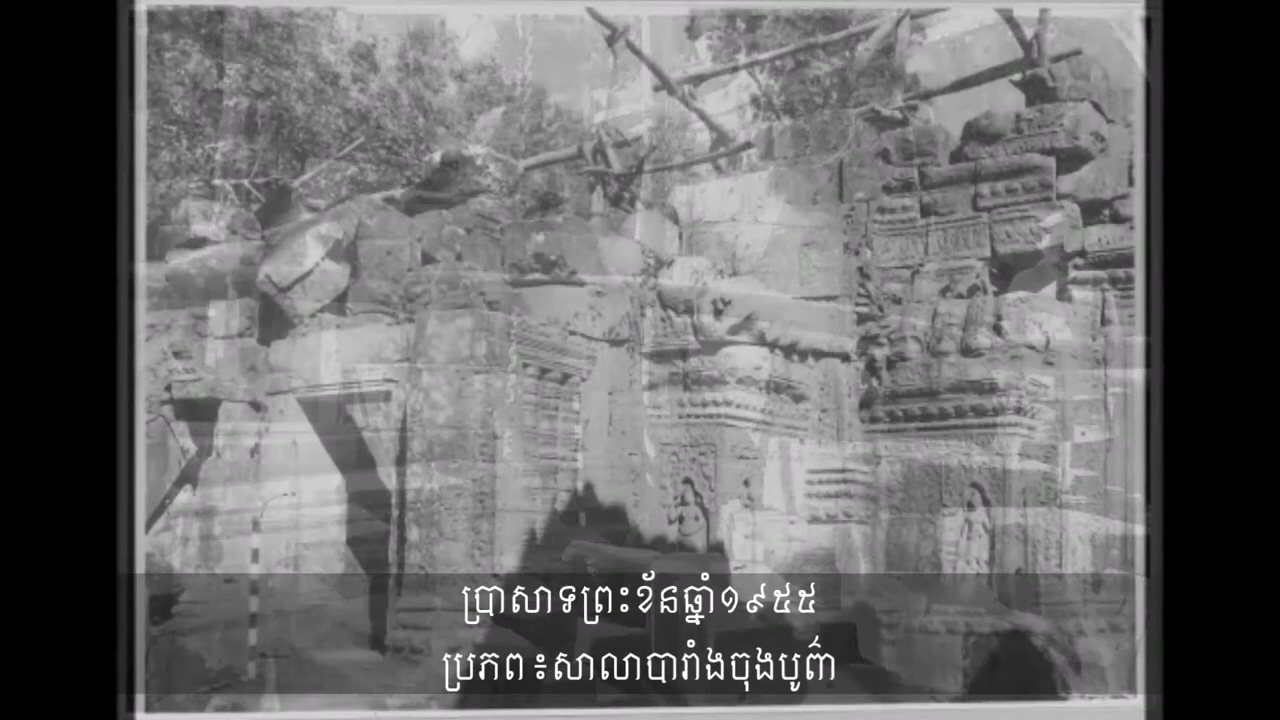 ប្រាសាទព្រះខ័នឆ្នាំ១៩៥៥
ប្រភព៖សាលាបារាំងចុងបូព៌ា